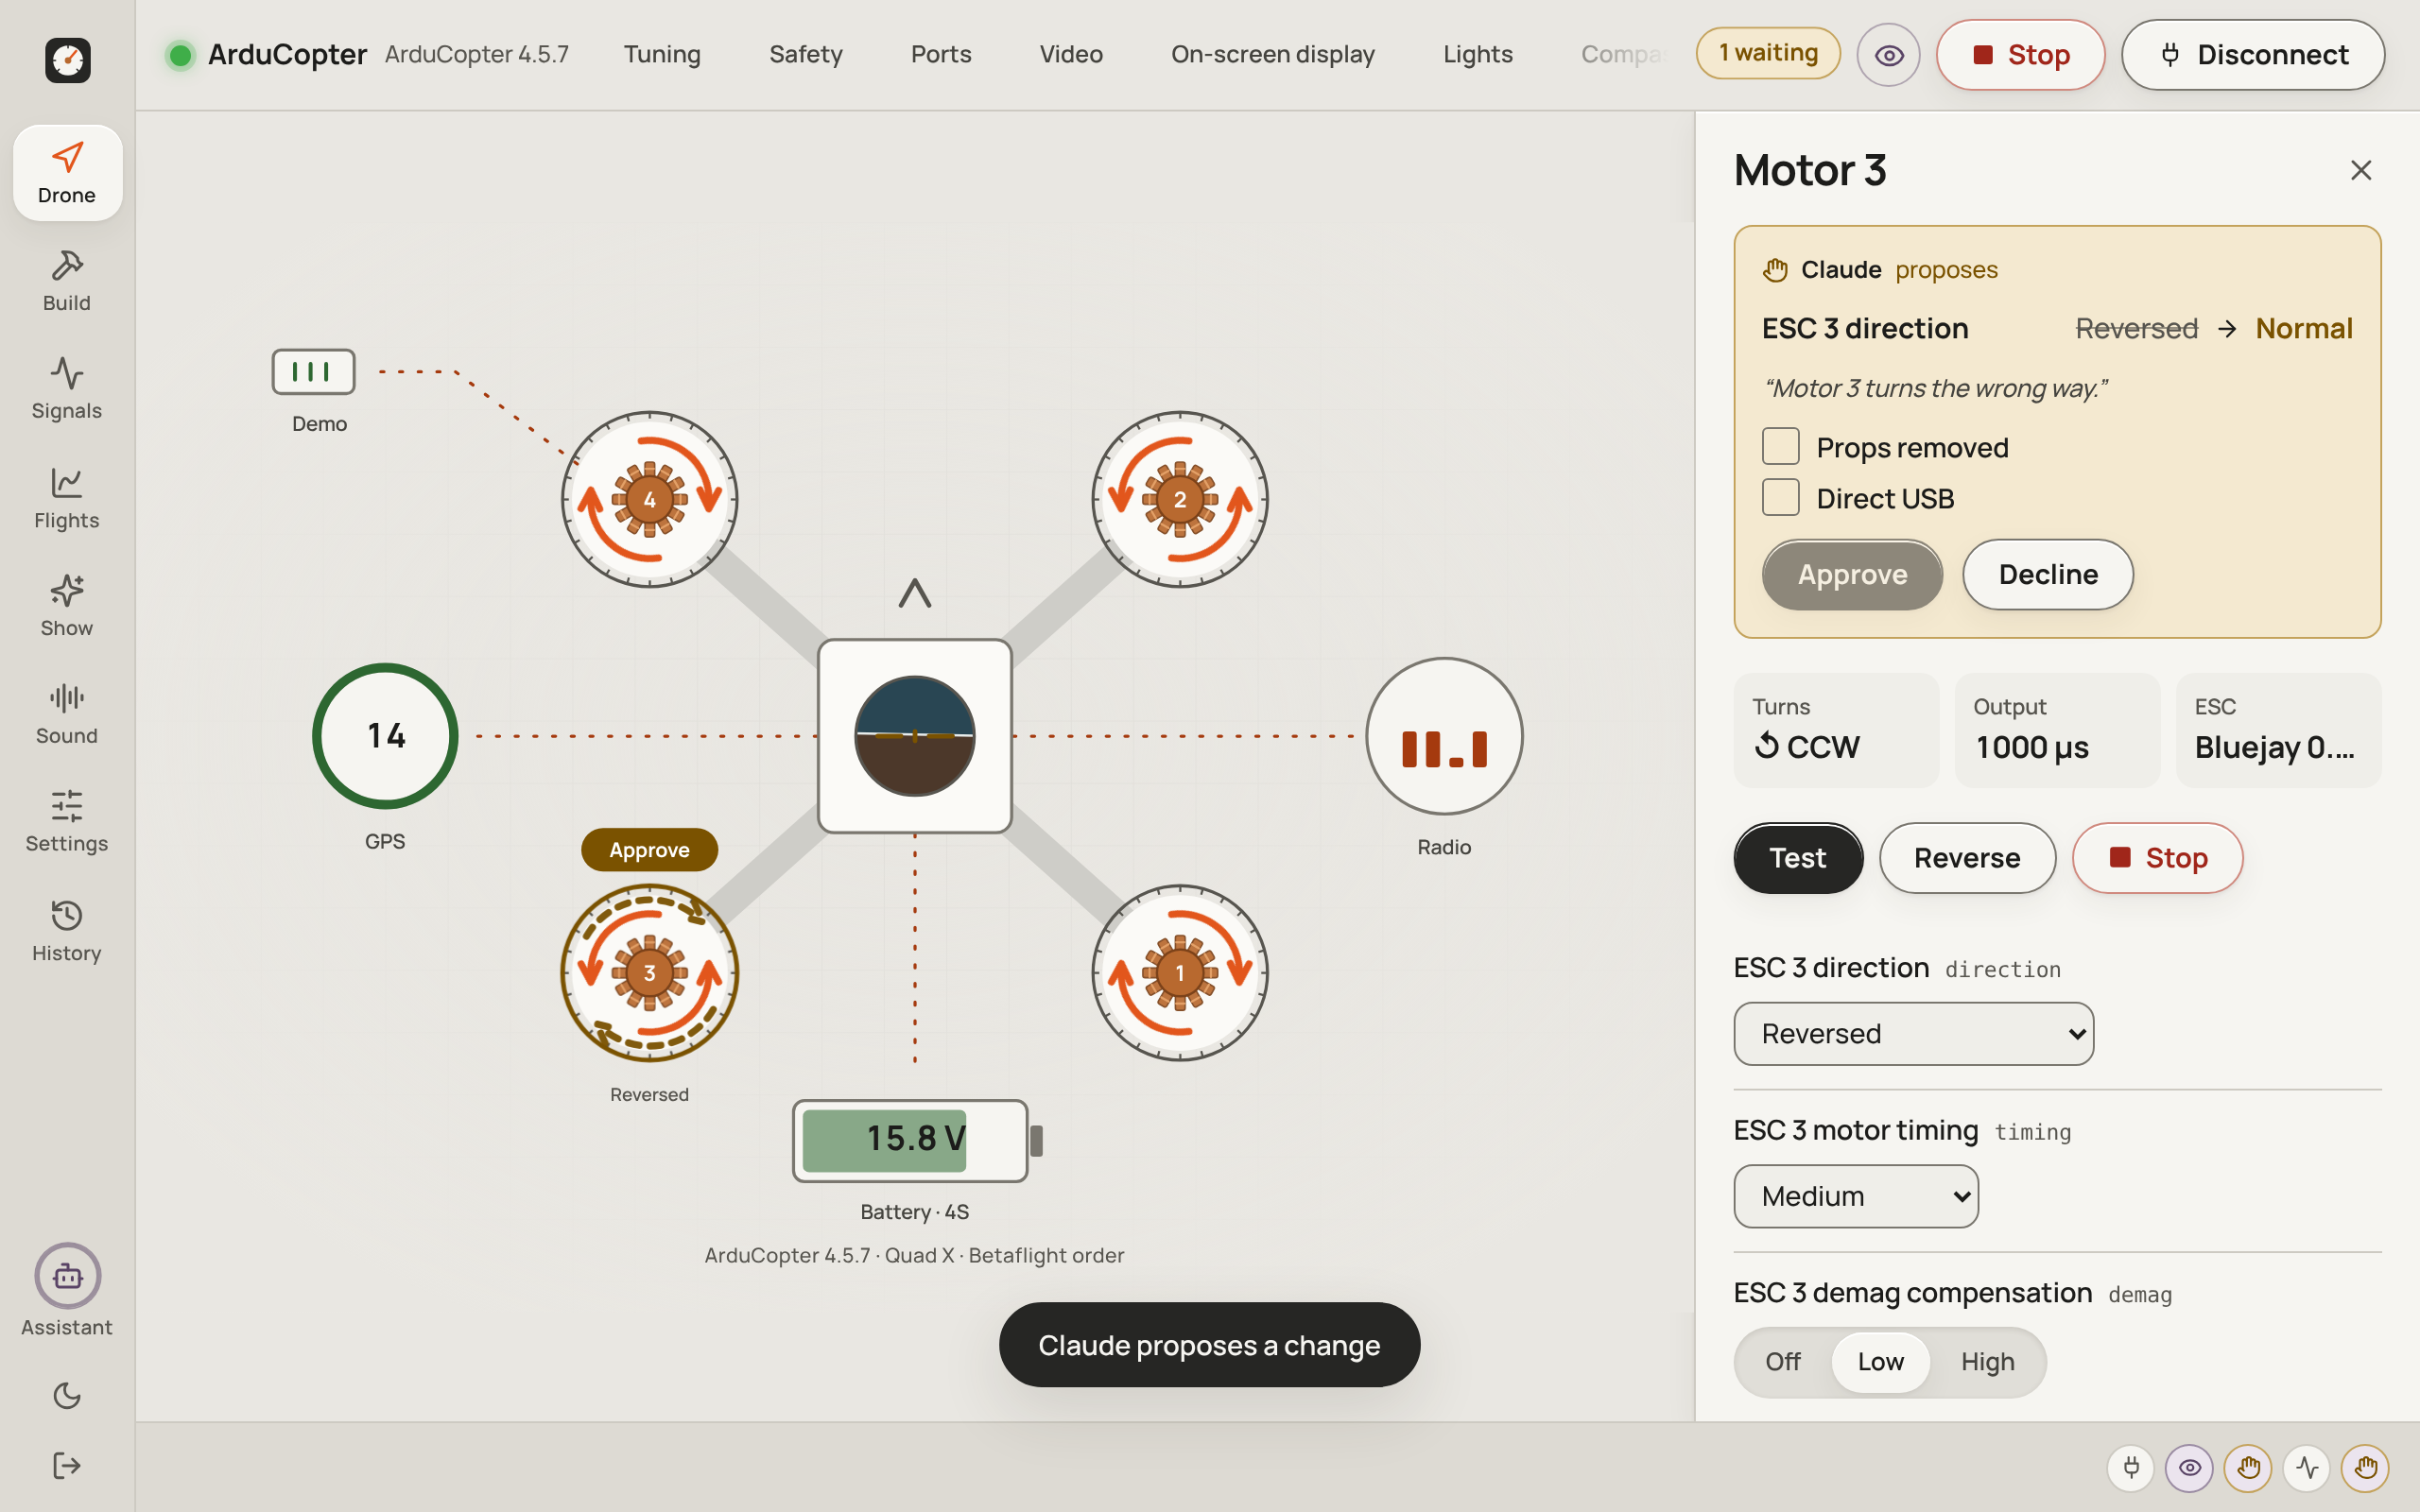 ArduCopter ArduCopter 4.5.7 Tuning Safety Ports Video On-screen display Lights 1 waiting Stop Disconnect
Drone
Build
Signals
Flights
Show
Sound
Settings
History
Assistant
Demo
4
2
14
GPS
Radio
Approve
3
1
Reversed
15.8 V
Battery · 4S
ArduCopter 4.5.7 · Quad X · Betaflight order
Claude proposes a change
Motor 3
Claude proposes
ESC 3 direction Reversed → Normal
“Motor 3 turns the wrong way.”
Props removed
Direct USB
Approve Decline
Turns Output ESC
CCW 1000 µs Bluejay 0....
Test Reverse Stop
ESC 3 direction direction
Reversed
ESC 3 motor timing timing
Medium
ESC 3 demag compensation demag
Off Low High